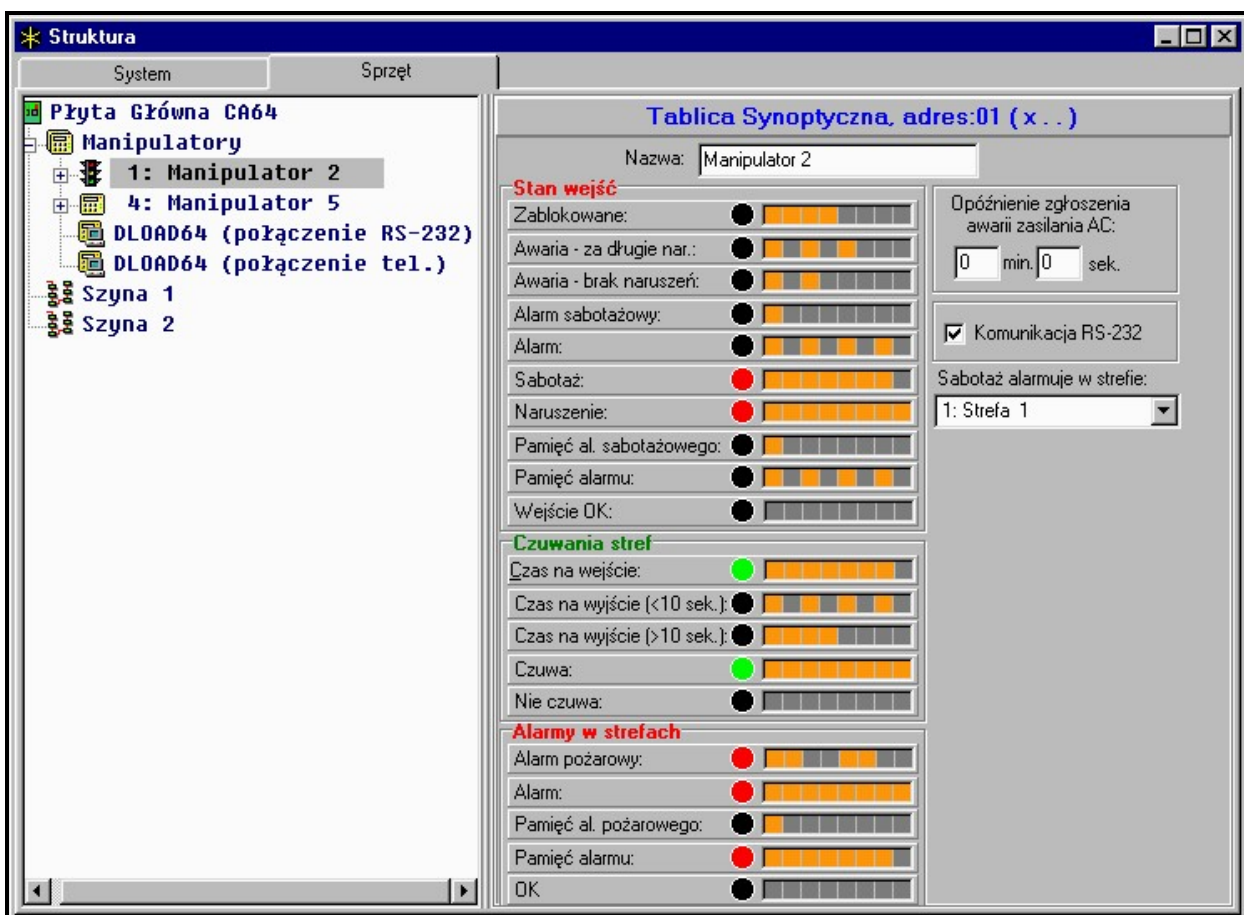 Struktura
System
Sprzęt
Płyta Główna CA64
Manipulatory
1: Manipulator 2
4: Manipulator 5
DLOAD64 (połączenie RS-232)
DLOAD64 (połączenie tel.)
Szyna 1
Szyna 2
Tablica Synoptyczna, adres:01 ( x . . )
Nazwa: Manipulator 2
Stan wejść
Zablokowane:
Awaria - za długie nar.:
Awaria - brak naruszeń:
Alarm sabotażowy:
Alarm:
Sabotaż:
Naruszenie:
Pamięć al. sabotażowego:
Pamięć alarmu:
Wejście OK:
Czuwania stref
Czas na wejście:
Czas na wyjście (<10 sek.):
Czas na wyjście (>10 sek.):
Czuwa:
Nie czuwa:
Alarmy w strefach
Alarm pożarowy:
Alarm:
Pamięć al. pożarowego:
Pamięć alarmu:
OK
Opóźnienie zgłoszenia
awarii zasilania AC:
0 min. 0 sek.
Komunikacja RS-232
Sabotaż alarmuje w strefie:
1: Strefa 1